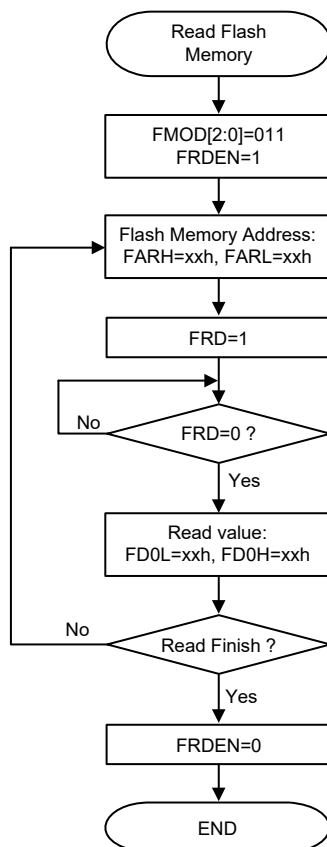 Read Flash
Memory
FMOD[2:0]=011
FRDEN=1
Flash Memory Address:
FARH=xxh, FARL=xxh
FRD=1
No
FRD=0 ?
Yes
Read value:
FD0L=xxh, FD0H=xxh
No
Read Finish ?
Yes
FRDEN=0
END